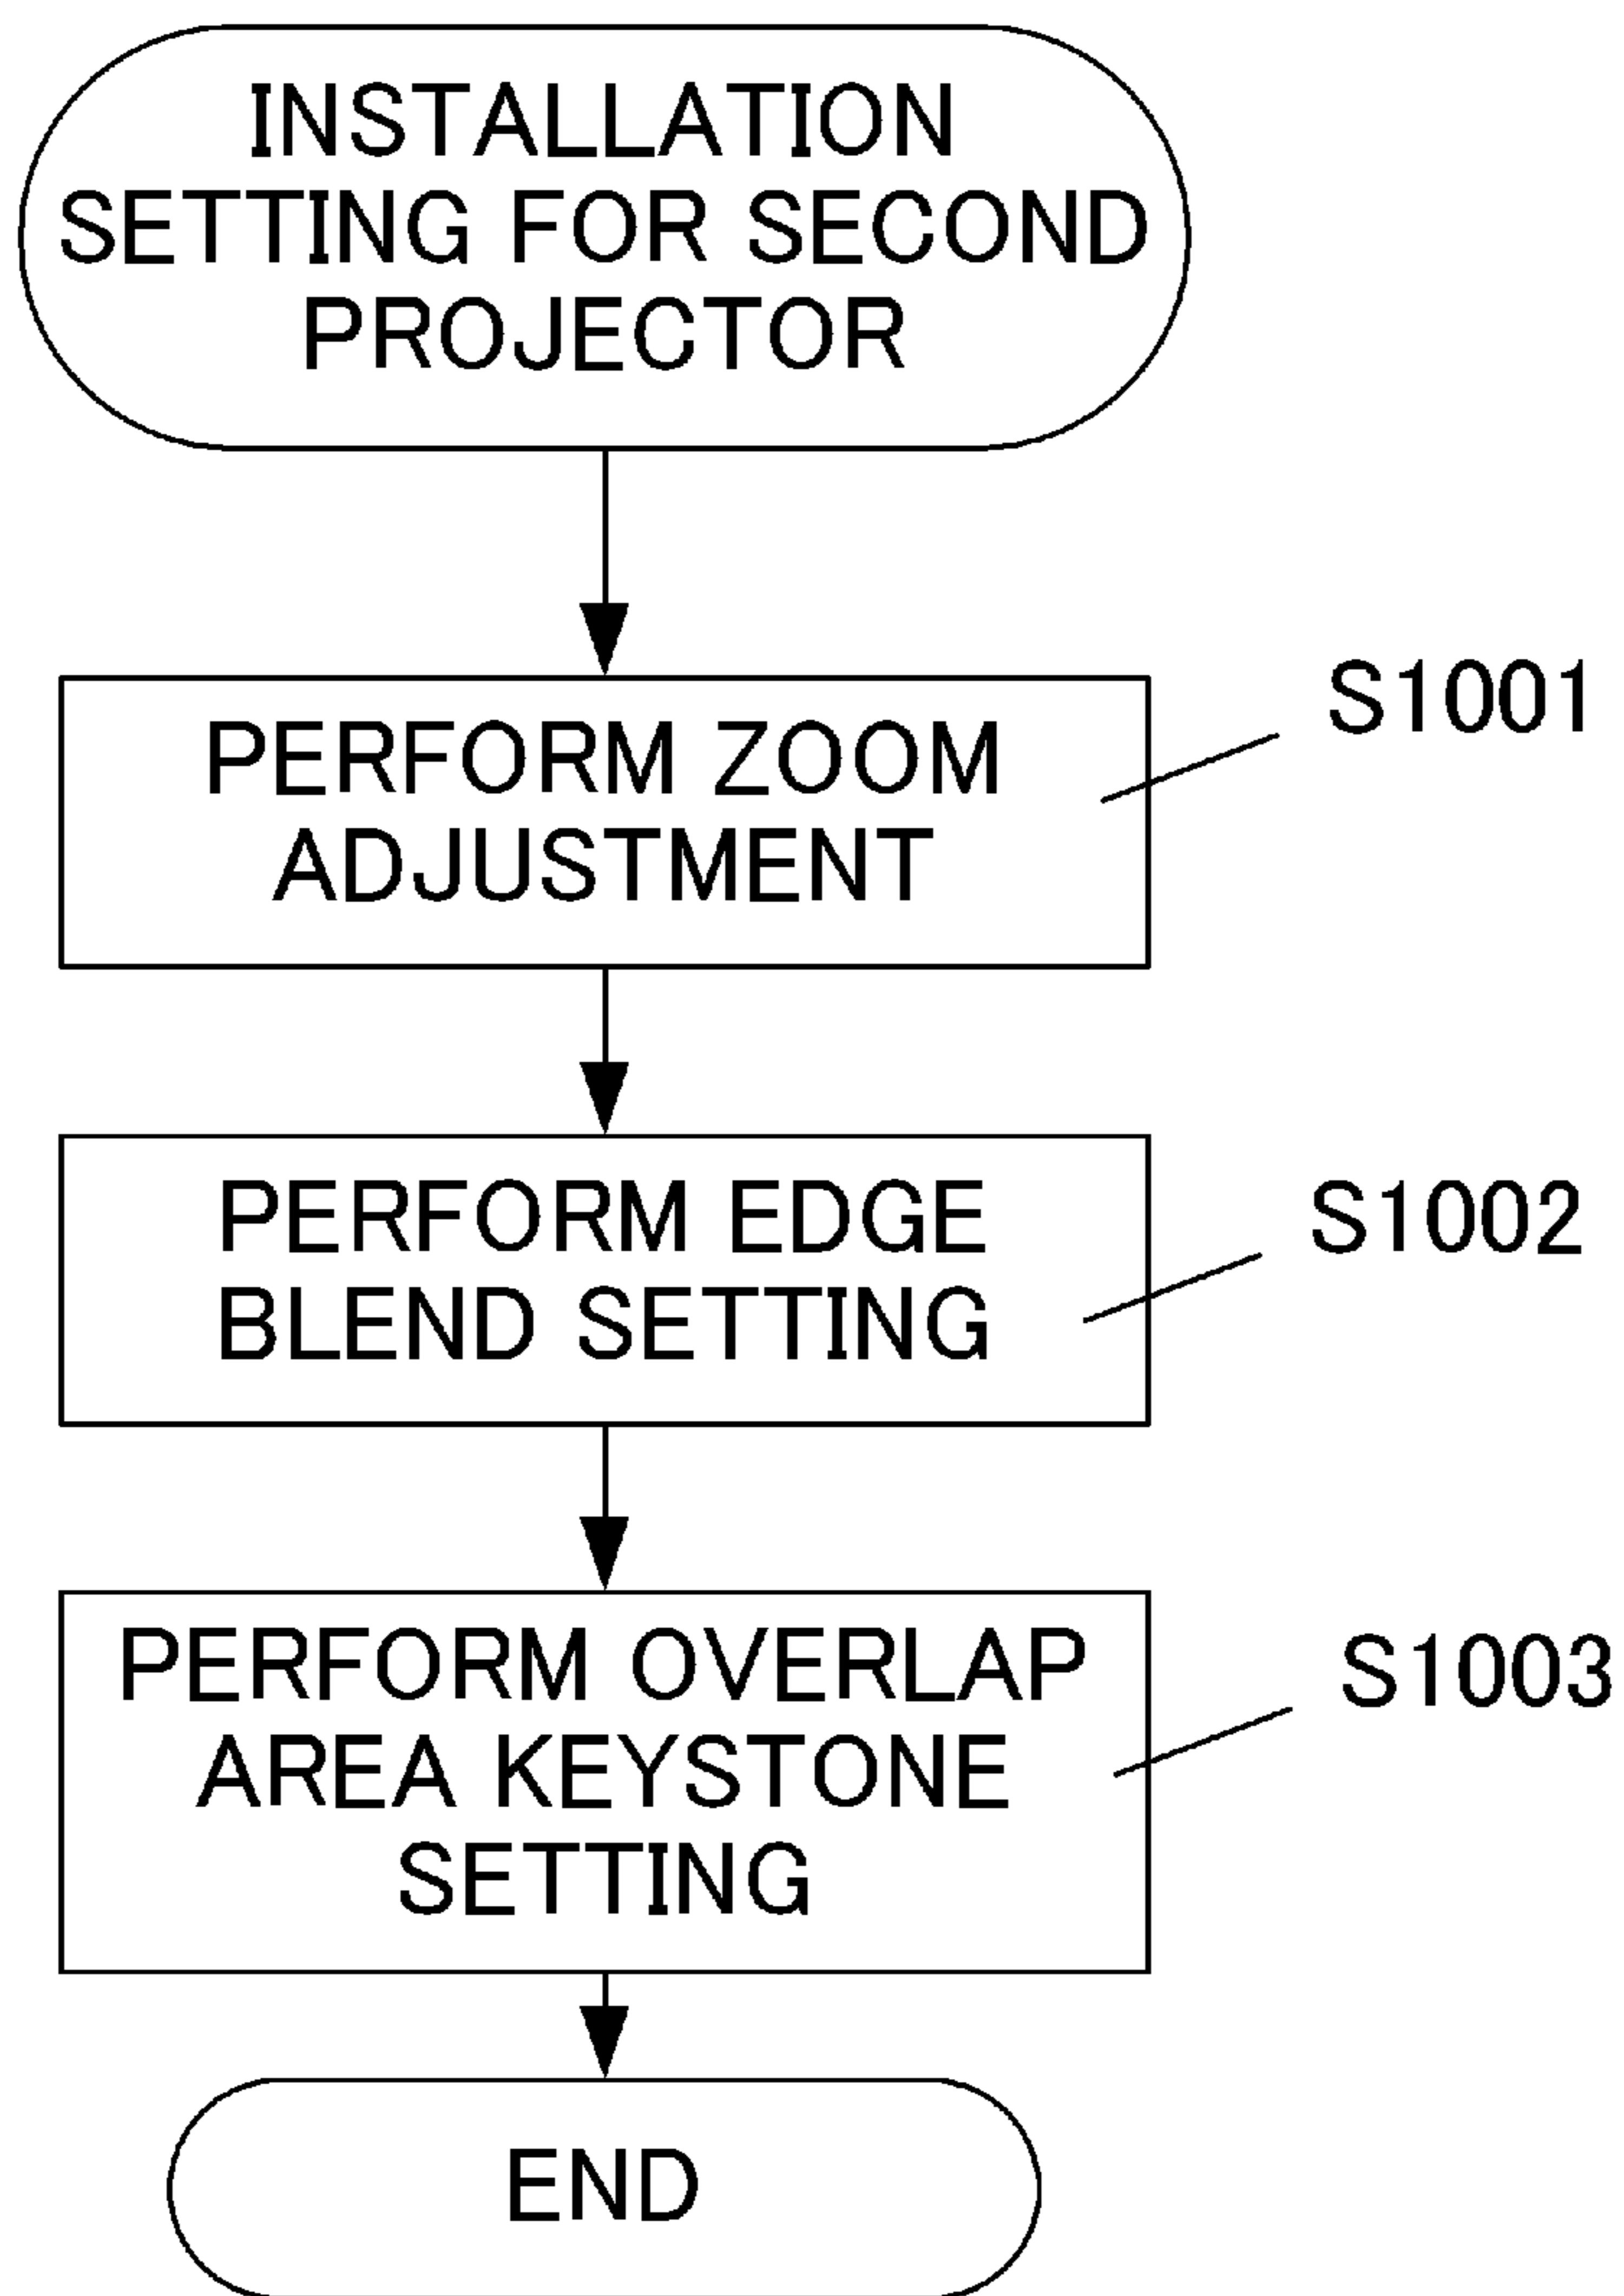 INSTALLATION
SETTING FOR SECOND
PROJECTOR
S1001
PERFORM ZOOM
ADJUSTMENT
S1002
PERFORM EDGE
BLEND SETTING
S1003
PERFORM OVERLAP
AREA KEYSTONE
SETTING
END